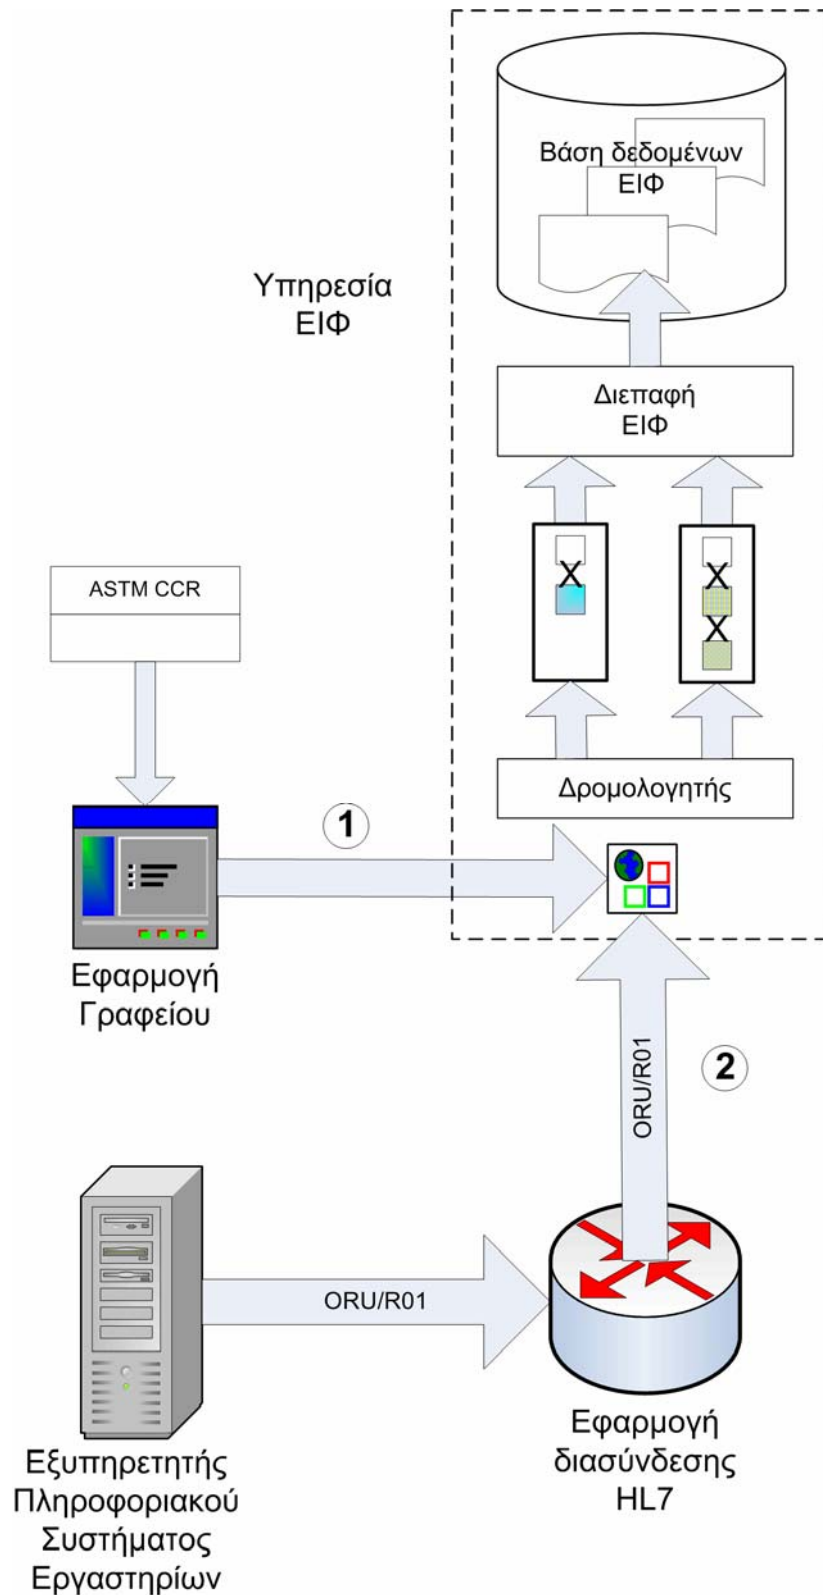 Βάση δεδομένων
ΕΙΦ
Υπηρεσία
ΕΙΦ
Διεπαφή
ΕΙΦ
ASTM CCR
Δρομολογητής
1
Εφαρμογή
Γραφείου
ORU/R01
2
ORU/R01
Εφαρμογή
διασύνδεσης
HL7
Εξυπηρετητής
Πληροφοριακού
Συστήματος
Εργαστηρίων